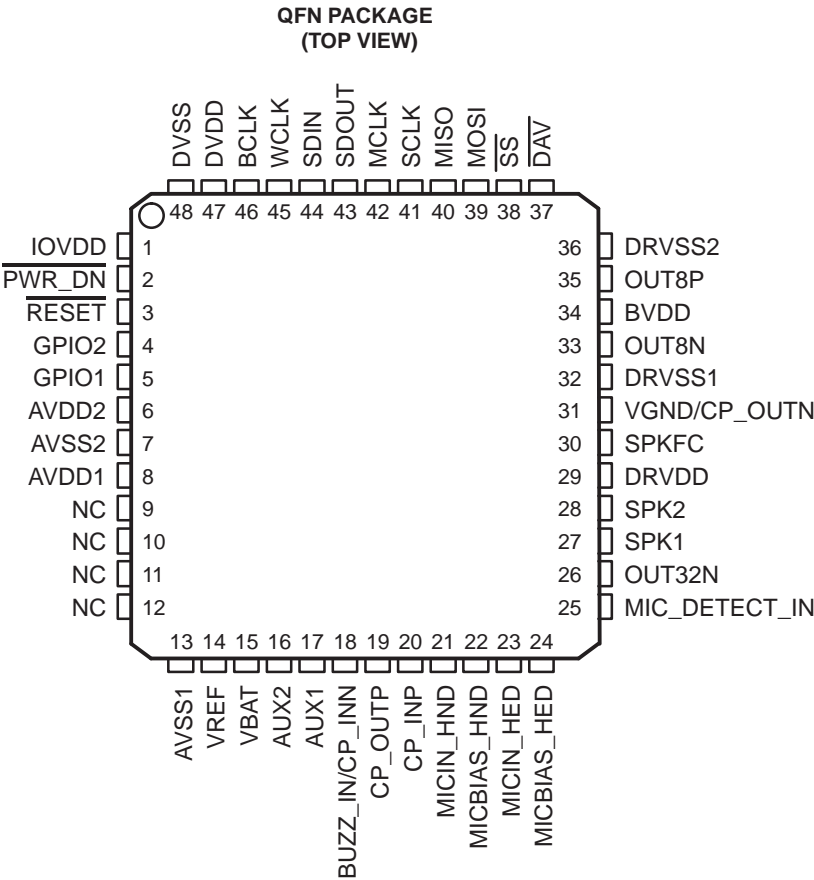 QFN PACKAGE
(TOP VIEW)
DVSS
DVDD
BCLK
WCLK
SDIN
SDOUT
MCLK
SCLK
MISO
MOSI
SS
DAV
48 47 46 45 44 43 42 41 40 39 38 37
IOVDD 1
PWR_DN 2
RESET 3
GPIO2 4
GPIO1 5
AVDD2 6
AVSS2 7
AVDD1 8
NC 9
NC 10
NC 11
NC 12
36 DRVSS2
35 OUT8P
34 BVDD
33 OUT8N
32 DRVSS1
31 VGND/CP_OUTN
30 SPKFC
29 DRVDD
28 SPK2
27 SPK1
26 OUT32N
25 MIC_DETECT_IN
13 14 15 16 17 18 19 20 21 22 23 24
AVSS1
VREF
VBAT
AUX2
AUX1
BUZZ_IN/CP_INN
CP_OUTP
CP_INP
MICIN_HND
MICBIAS_HND
MICIN_HED
MICBIAS_HED